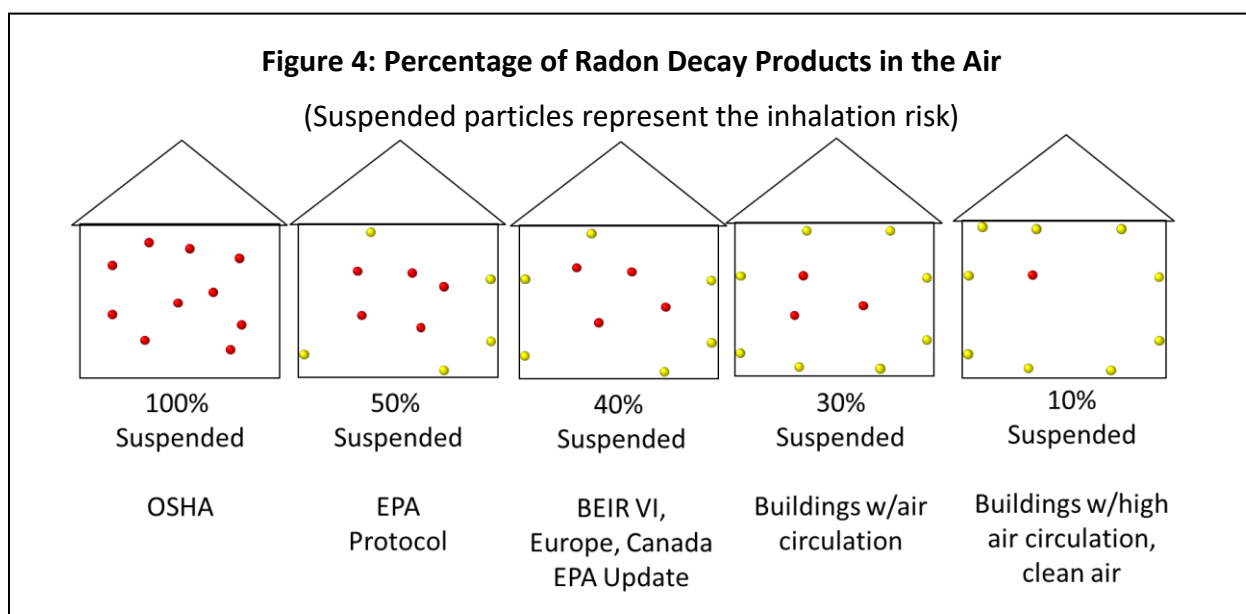 Figure 4: Percentage of Radon Decay Products in the Air
(Suspended particles represent the inhalation risk)
100%
Suspended
OSHA
50%
Suspended
EPA
Protocol
40%
Suspended
BEIR VI,
Europe, Canada
EPA Update
30%
Suspended
Buildings w/air
circulation
10%
Suspended
Buildings w/high
air circulation,
clean air